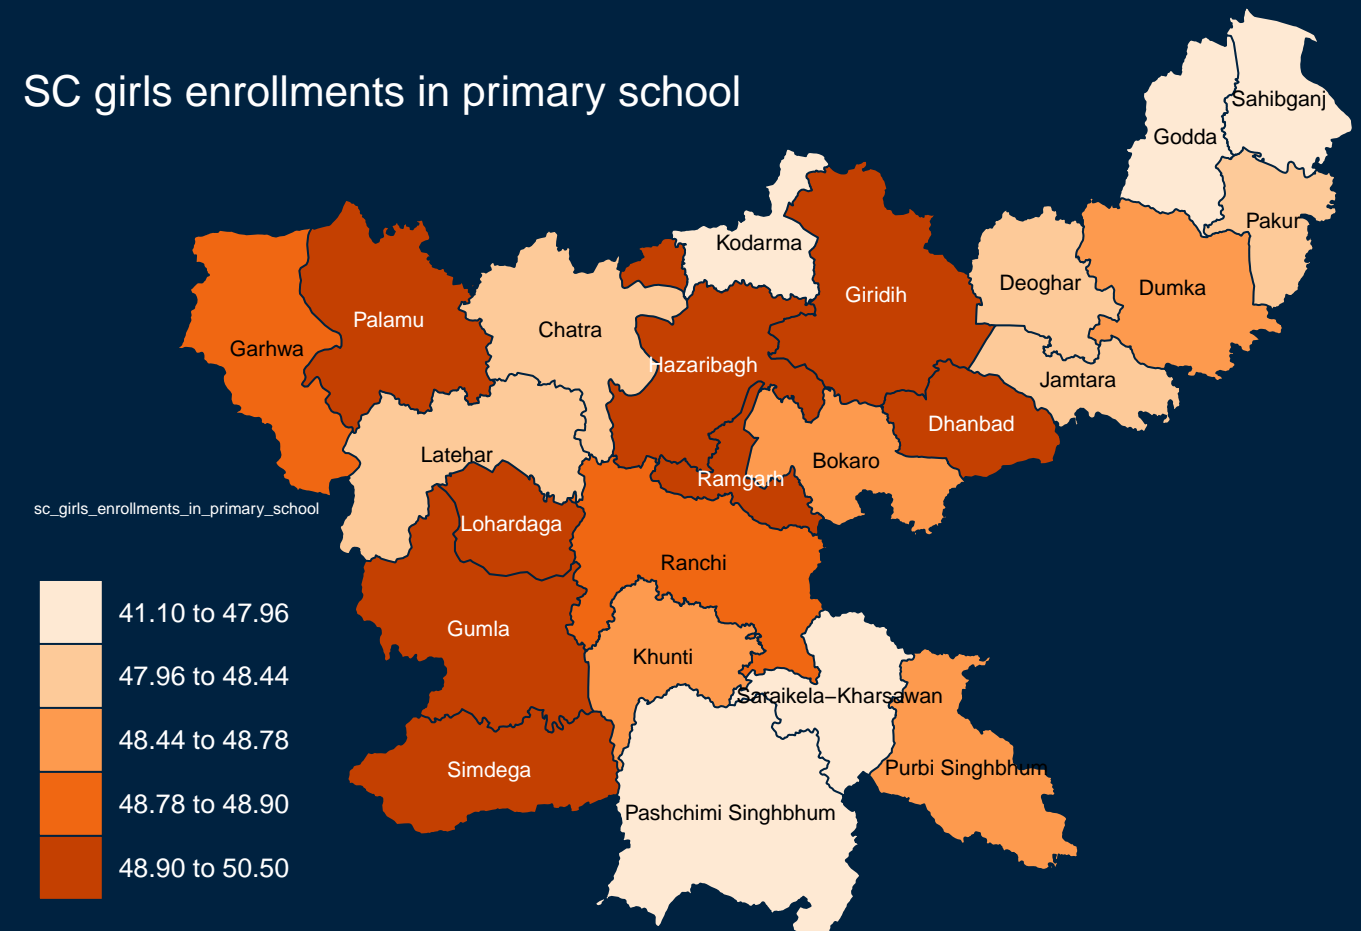 SC girls enrollments in primary school
Sahibganj
Godda
Pakur
Kodarma
Deoghar
Dumka
Giridih
Palamu
Chatra
Garhwa
Hazaribagh
Jamtara
Dhanbad
Latehar
Bokaro
Ramgarh
sc_girls_enrollments_in_primary_school
Lohardaga
Ranchi
Gumla
Khunti
Saraikela−Kharsawan
Simdega
Purbi Singhbhum
Pashchimi Singhbhum
41.10 to 47.96
47.96 to 48.44
48.44 to 48.78
48.78 to 48.90
48.90 to 50.50